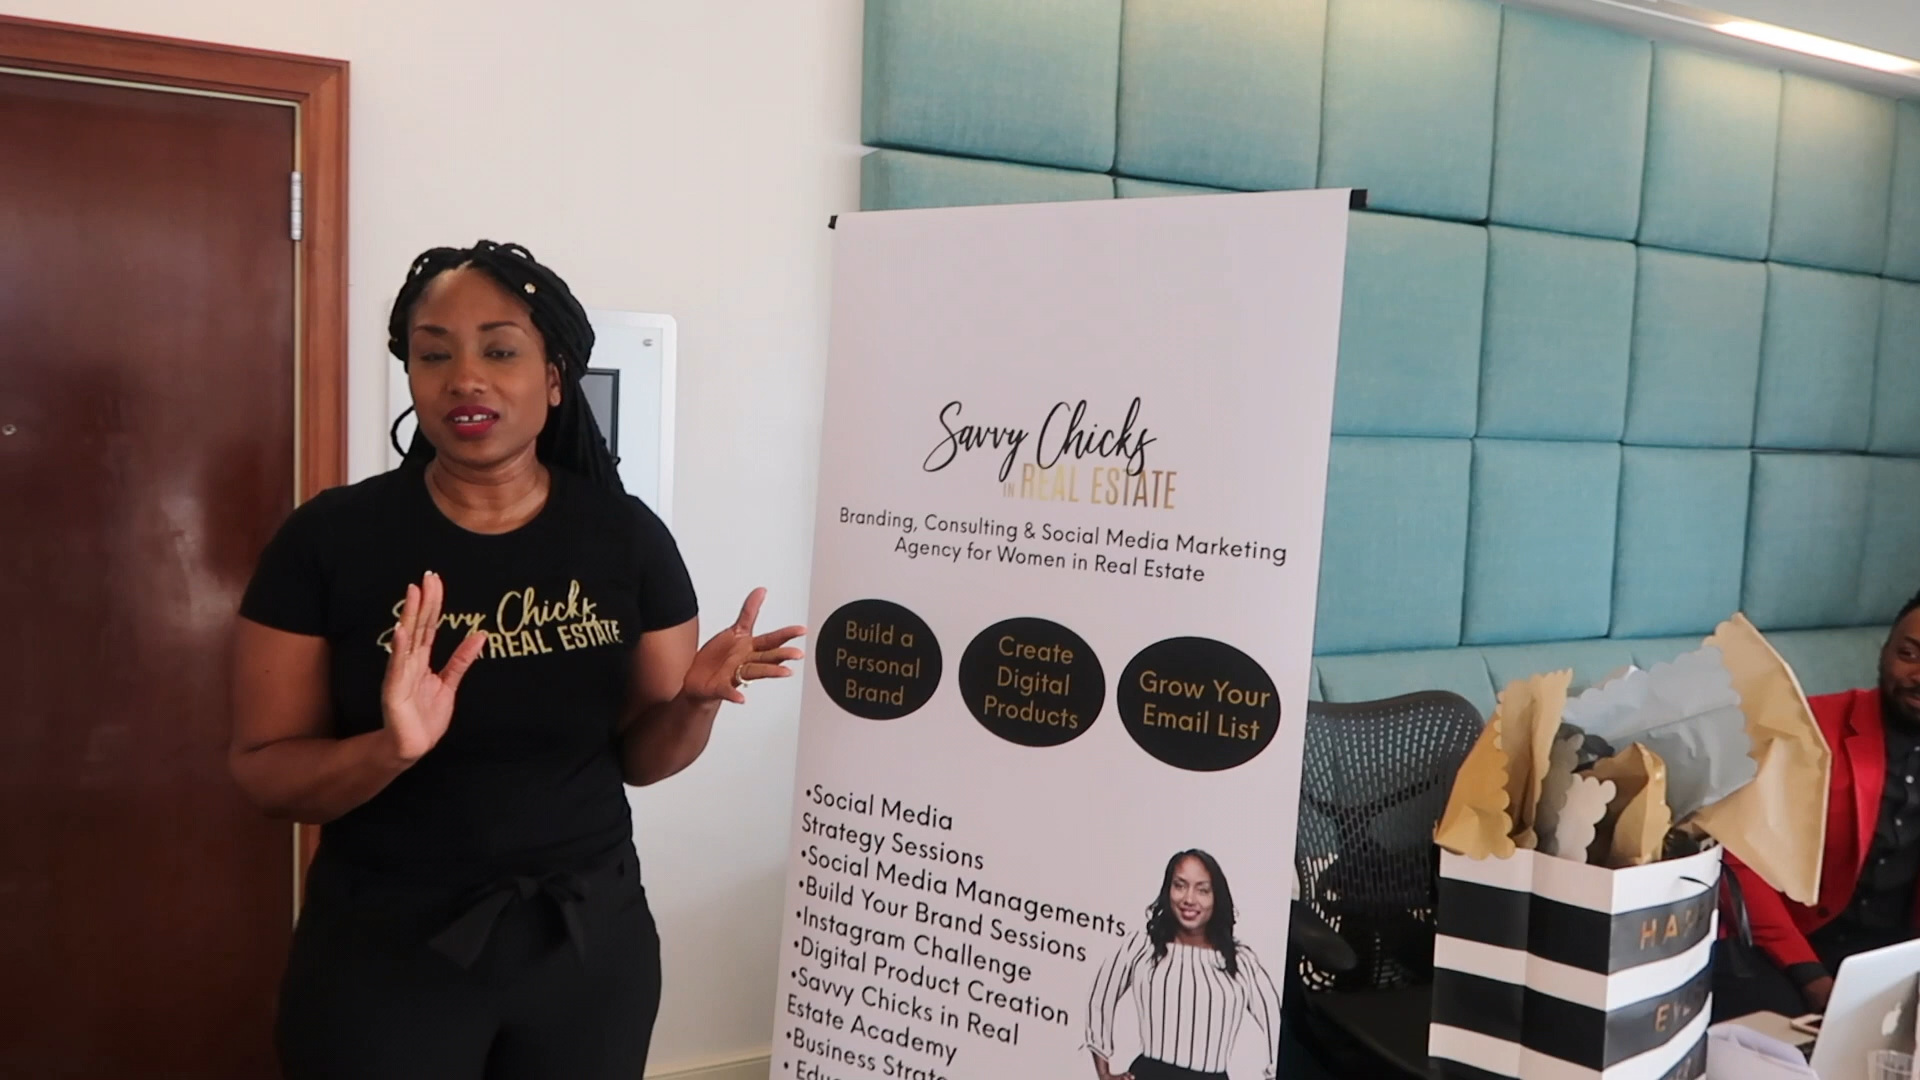 Savvy Chicks
REAL ESTATE
Savvy Chicks
IN REAL ESTATE
Branding, Consulting & Social Media Marketing
Agency for Women in Real Estate
Build a
Personal
Brand
Create
Digital
Products
Grow Your
Email List
•Social Media
Strategy Sessions
•Social Media Managements
•Build Your Brand Sessions
•Instagram Challenge
•Digital Product Creation
•Savvy Chicks in Real
Estate Academy
•Business